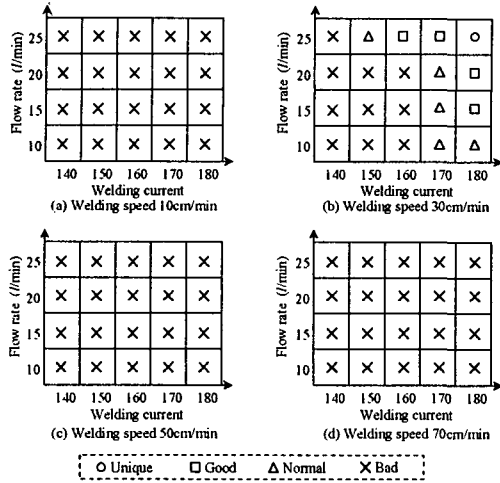 Flow rate (l/min)
25
20
15
10
140 150 160 170 180
Welding current
(a) Welding speed 10cm/min
Flow rate (l/min)
25
20
15
10
140 150 160 170 180
Welding current
(b) Welding speed 30cm/min
Flow rate (l/min)
25
20
15
10
140 150 160 170 180
Welding current
(c) Welding speed 50cm/min
Flow rate (l/min)
25
20
15
10
140 150 160 170 180
Welding current
(d) Welding speed 70cm/min
Unique Good Normal Bad